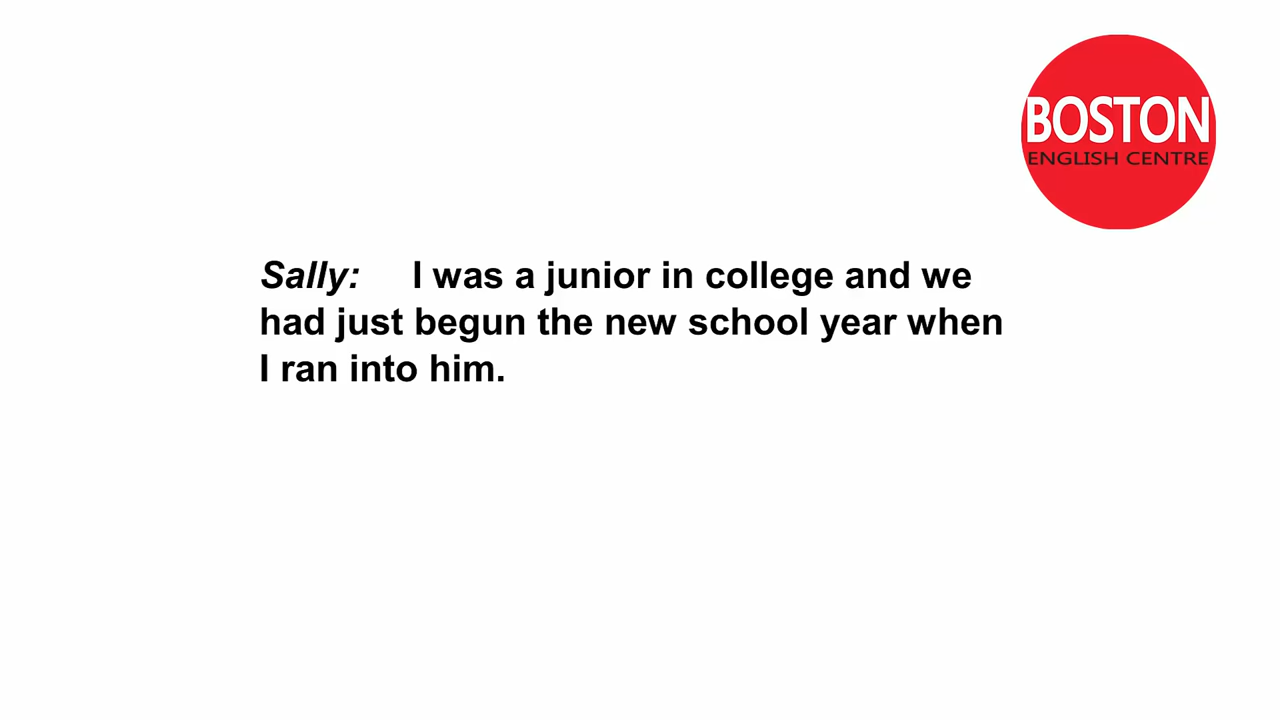 BOSTON
ENGLISH CENTRE
Sally: I was a junior in college and we
had just begun the new school year when
I ran into him.